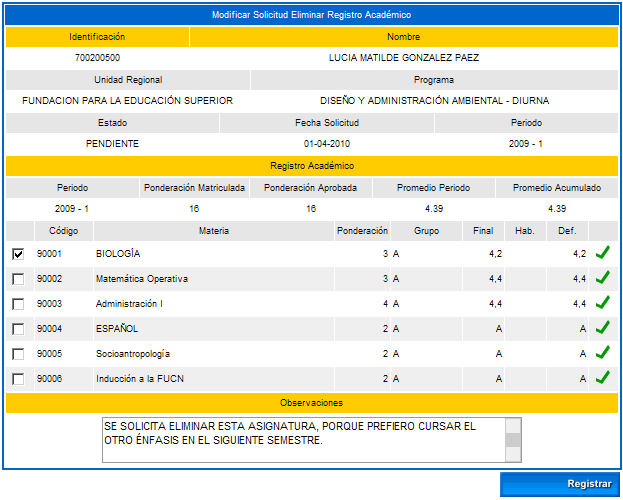 Modificar Solicitud Eliminar Registro Académico
Identificación Nombre
700200500 LUCIA MATILDE GONZALEZ PAEZ
Unidad Regional Programa
FUNDACION PARA LA EDUCACIÓN SUPERIOR DISEÑO Y ADMINISTRACIÓN AMBIENTAL - DIURNA
Estado Fecha Solicitud Periodo
PENDIENTE 01-04-2010 2009 - 1
Registro Académico
Periodo Ponderación Matriculada Ponderación Aprobada Promedio Periodo Promedio Acumulado
2009 - 1 16 16 4.39 4.39
Código Materia Ponderación Grupo Final Hab. Def.
90001 BIOLOGÍA 3 A 4,2 4,2
90002 Matemática Operativa 3 A 4,4 4,4
90003 Administración I 4 A 4,4 4,4
90004 ESPAÑOL 2 A A A
90005 Socioantropología 2 A A A
90006 Inducción a la FUCN 2 A A A
Observaciones
SE SOLICITA ELIMINAR ESTA ASIGNATURA, PORQUE PREFIERO CURSAR EL
OTRO ÉNFASIS EN EL SIGUIENTE SEMESTRE.
Registrar